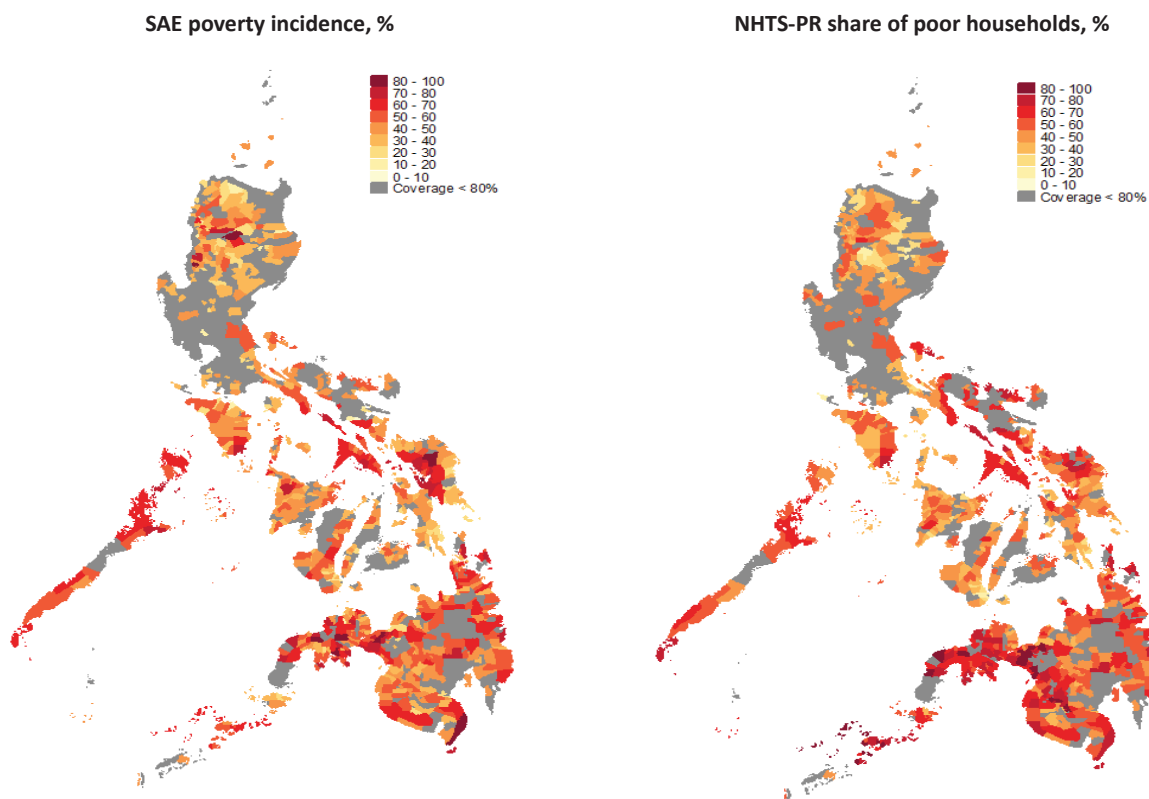 SAE poverty incidence, %
80 - 100
70 - 80
60 - 70
50 - 60
40 - 50
30 - 40
20 - 30
10 - 20
0 - 10
Coverage < 80%
NHTS-PR share of poor households, %
80 - 100
70 - 80
60 - 70
50 - 60
40 - 50
30 - 40
20 - 30
10 - 20
0 - 10
Coverage < 80%